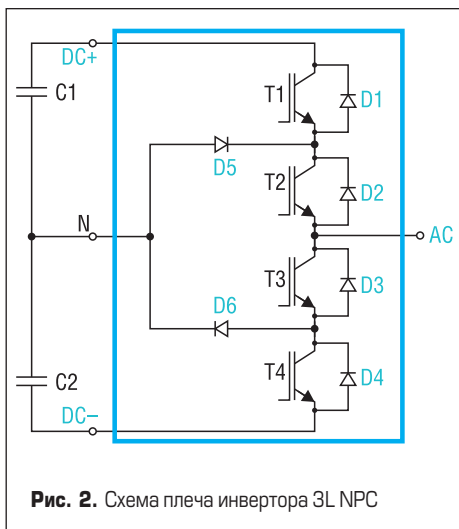 DC+
C1
T1
D1
D5
T2
D2
N
AC
T3
D3
D6
C2
T4
D4
DC–
Рис. 2. Схема плеча инвертора 3L NPC